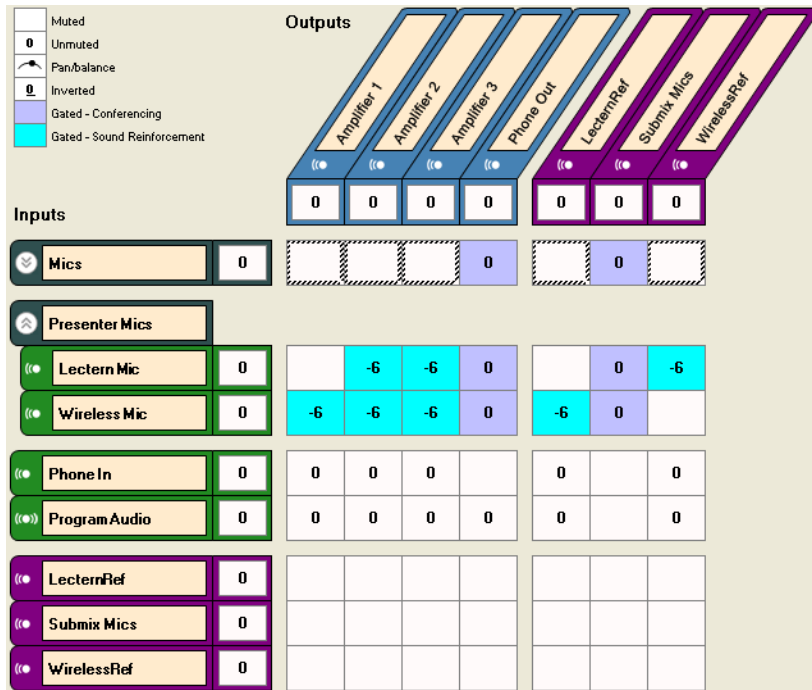 Muted
0 Unmuted
Pan/balance
0 Inverted
Gated - Conferencing
Gated - Sound Reinforcement
Outputs
Amplifier 1
Amplifier 2
Amplifier 3
Phone Out
LecternRef
Submix Mics
WirelessRef
0 0 0 0 0 0 0
Inputs
Mics 0 0 0
Presenter Mics
Lectern Mic 0 -6 -6 0 0 -6
Wireless Mic 0 -6 -6 -6 0 -6 0
Phone In 0 0 0 0 0 0
Program Audio 0 0 0 0 0 0 0
LecternRef 0
Submix Mics 0
WirelessRef 0